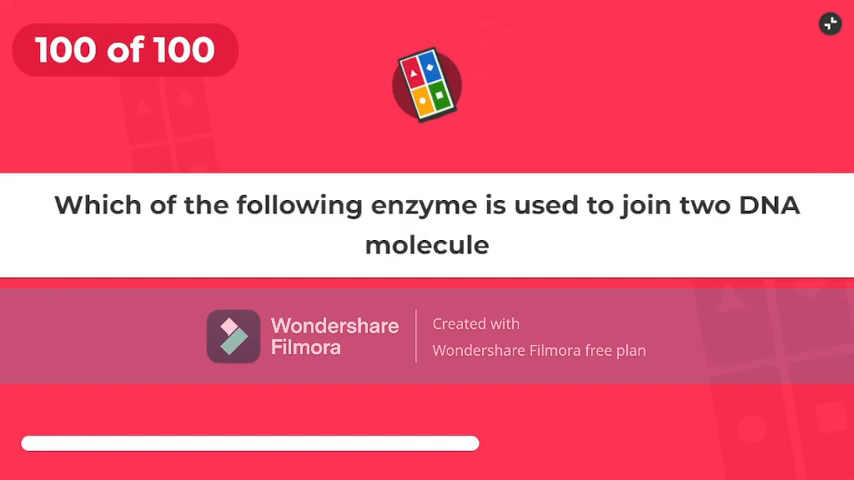 100 of 100
Which of the following enzyme is used to join two DNA
molecule
Wondershare
Filmora
Created with
Wondershare Filmora free plan